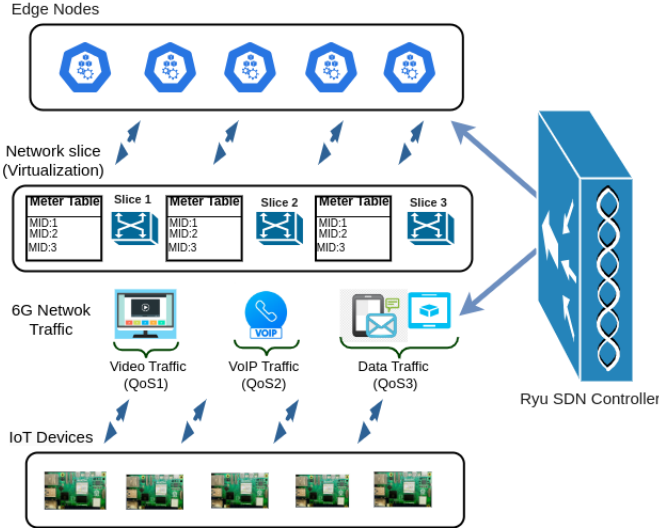 Edge Nodes
Network slice
(Virtualization)
Meter Table
MID:1
MID:2
MID:3
Slice 1
Meter Table
MID:1
MID:2
MID:3
Slice 2
Meter Table
MID:1
MID:2
MID:3
Slice 3
6G Netwok
Traffic
VOIP
Video Traffic
(QoS1)
VoIP Traffic
(QoS2)
Data Traffic
(QoS3)
Ryu SDN Controller
IoT Devices